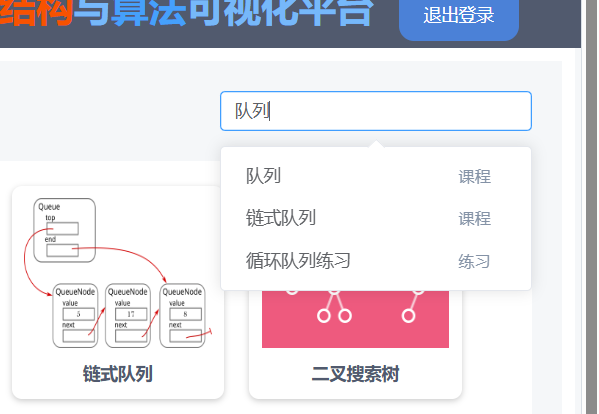 结构与算法可视化平台
退出登录
队列
队列 课程
链式队列 课程
循环队列练习 练习
Queue
top
end
QueueNode QueueNode QueueNode
value value value
5 17 8
next next next
链式队列
二叉搜索树